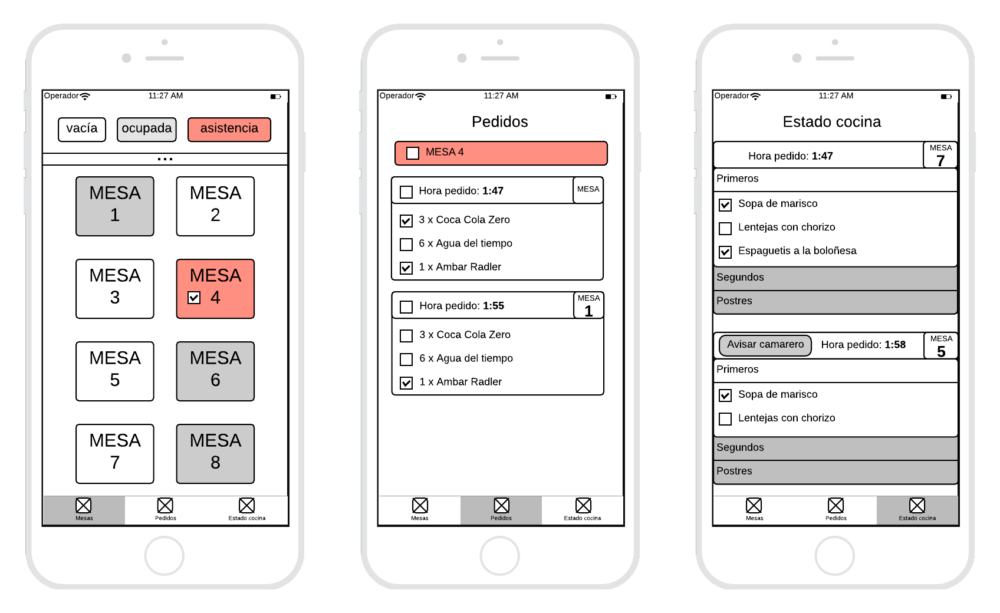 Operador 11:27 AM
vacía ocupada asistencia
...
MESA
1
MESA
2
MESA
3
MESA
4
MESA
5
MESA
6
MESA
7
MESA
8
Mesas Pedidos Estado cocina
Operador 11:27 AM
Pedidos
MESA 4
Hora pedido: 1:47
MESA
3 x Coca Cola Zero
6 x Agua del tiempo
1 x Ambar Radler
Hora pedido: 1:55
MESA
1
3 x Coca Cola Zero
6 x Agua del tiempo
1 x Ambar Radler
Mesas Pedidos Estado cocina
Operador 11:27 AM
Estado cocina
Hora pedido: 1:47
MESA
7
Primeros
Sopa de marisco
Lentejas con chorizo
Espaguetis a la boloñesa
Segundos
Postres
Avisar camarero Hora pedido: 1:58
MESA
5
Primeros
Sopa de marisco
Lentejas con chorizo
Segundos
Postres
Mesas Pedidos Estado cocina